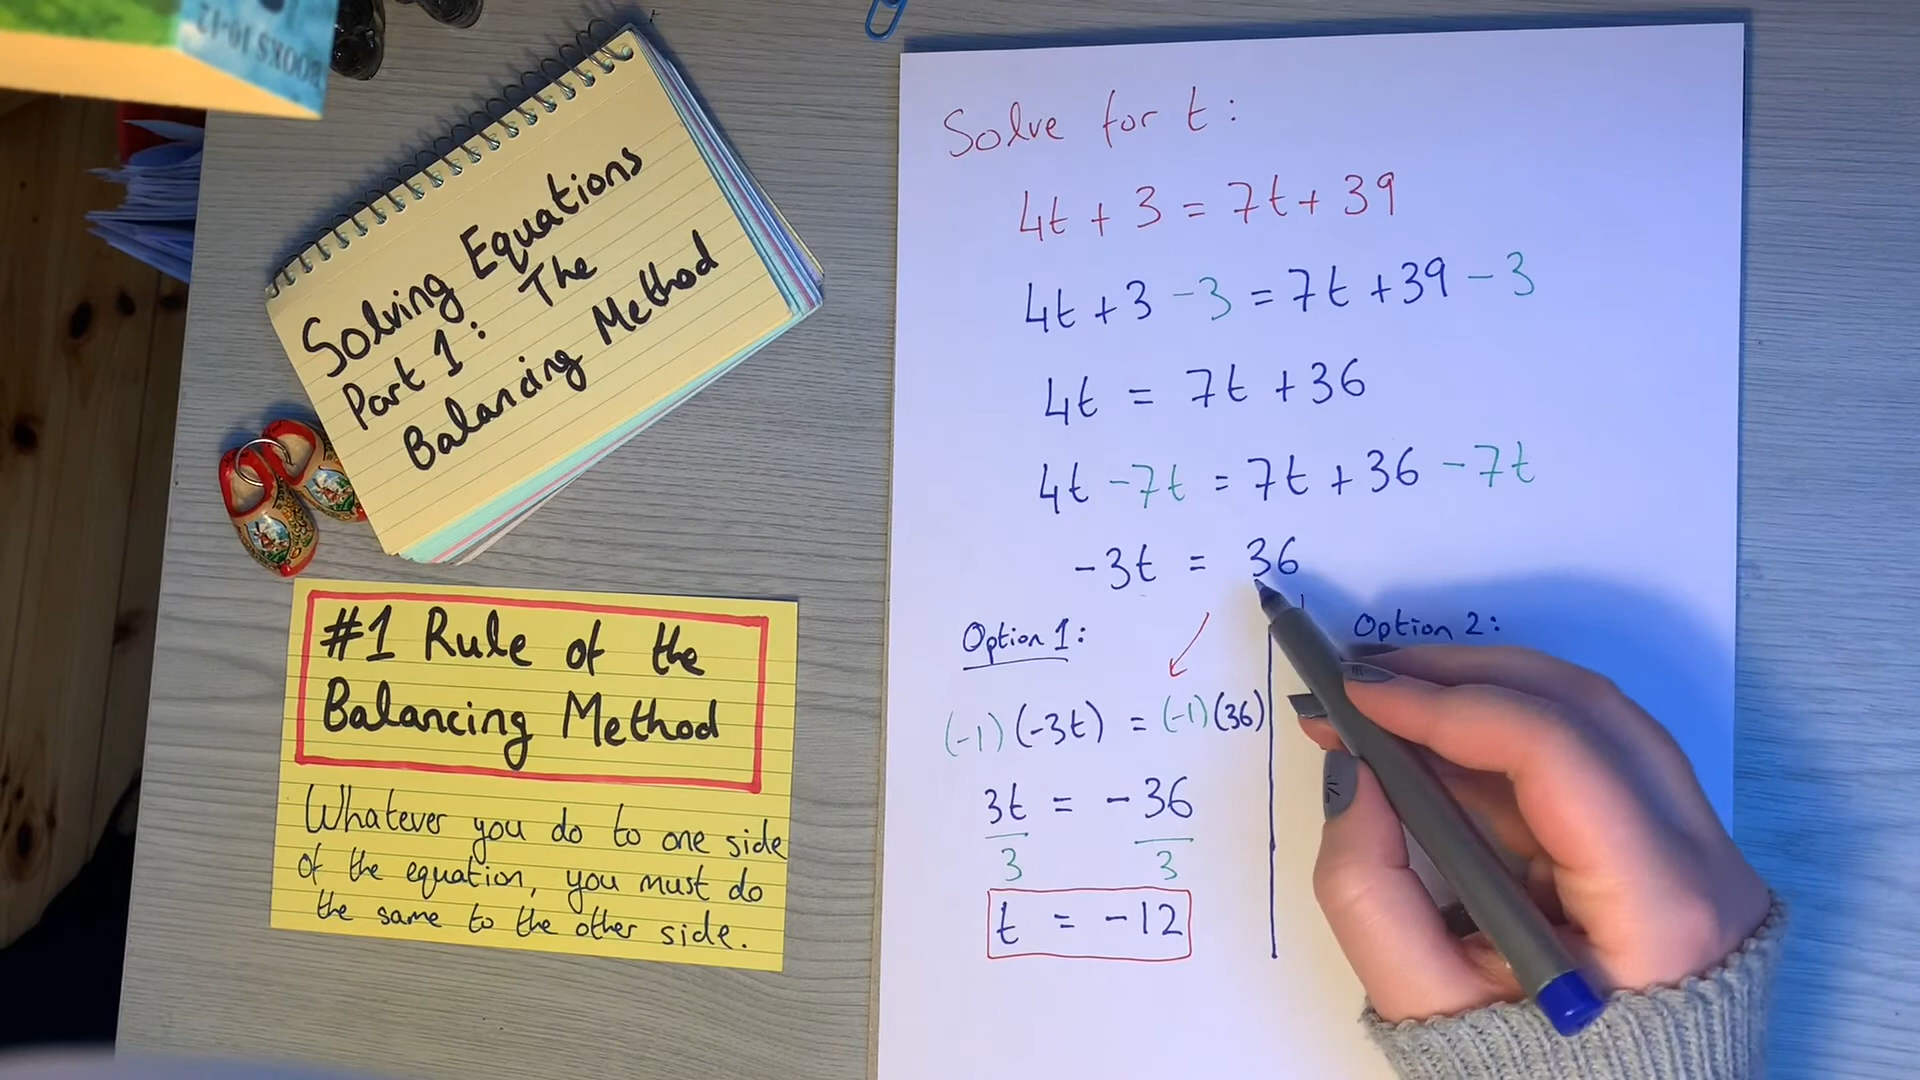 BOOKS 10-12
Solving Equations
Part 1: The
Balancing Method
#1 Rule of the
Balancing Method
Whatever you do to one side
of the equation, you must do
the same to the other side.
Solve for t:
4t + 3 = 7t + 39
4t + 3 - 3 = 7t + 39 - 3
4t = 7t + 36
4t - 7t = 7t + 36 - 7t
-3t = 36
Option 1:
(-1)(-3t) = (-1)(36)
3t = -36
3 3
t = -12
Option 2: